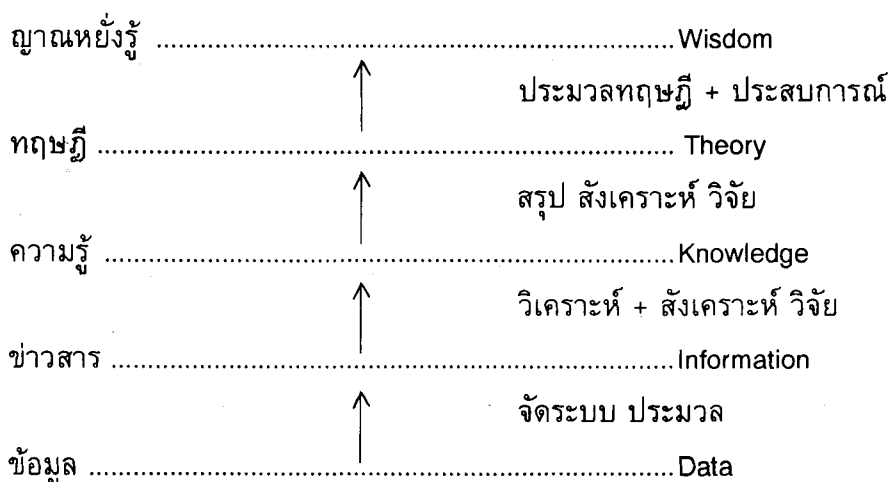 ญาณหยั่งรู้ ........................................................................... Wisdom
ประมวลทฤษฎี + ประสบการณ์
ทฤษฎี ........................................................................... Theory
สรุป สังเคราะห์ วิจัย
ความรู้ ........................................................................... Knowledge
วิเคราะห์ + สังเคราะห์ วิจัย
ข่าวสาร ........................................................................... Information
จัดระบบ ประมวล
ข้อมูล ........................................................................... Data